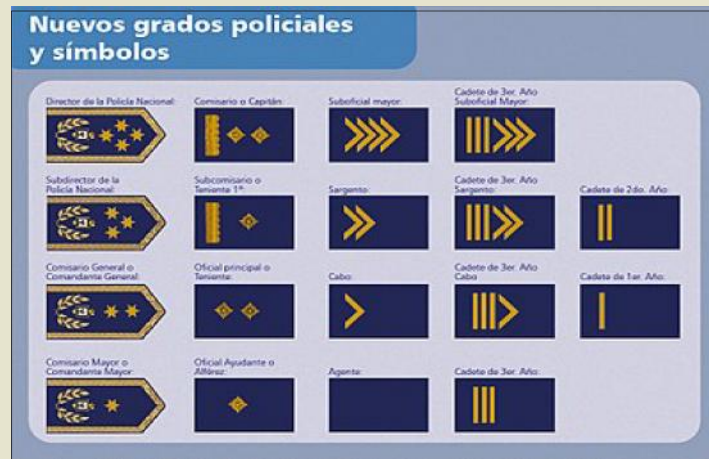 Nuevos grados policiales
y símbolos
Director de la Policía Nacional:
Comisario o Capitán:
Suboficial mayor:
Cadete de 3er. Año
Suboficial Mayor:
Subdirector de la
Policía Nacional:
Subcomisario o
Teniente 1º:
Sargento:
Cadete de 3er. Año
Sargento:
Cadete de 2do. Año:
Comisario General o
Comandante General:
Oficial principal o
Teniente:
Cabo:
Cadete de 3er. Año
Cabo
Cadete de 1er. Año:
Comisario Mayor o
Comandante Mayor:
Oficial Ayudante o
Alférez:
Agente:
Cadete de 3er. Año: